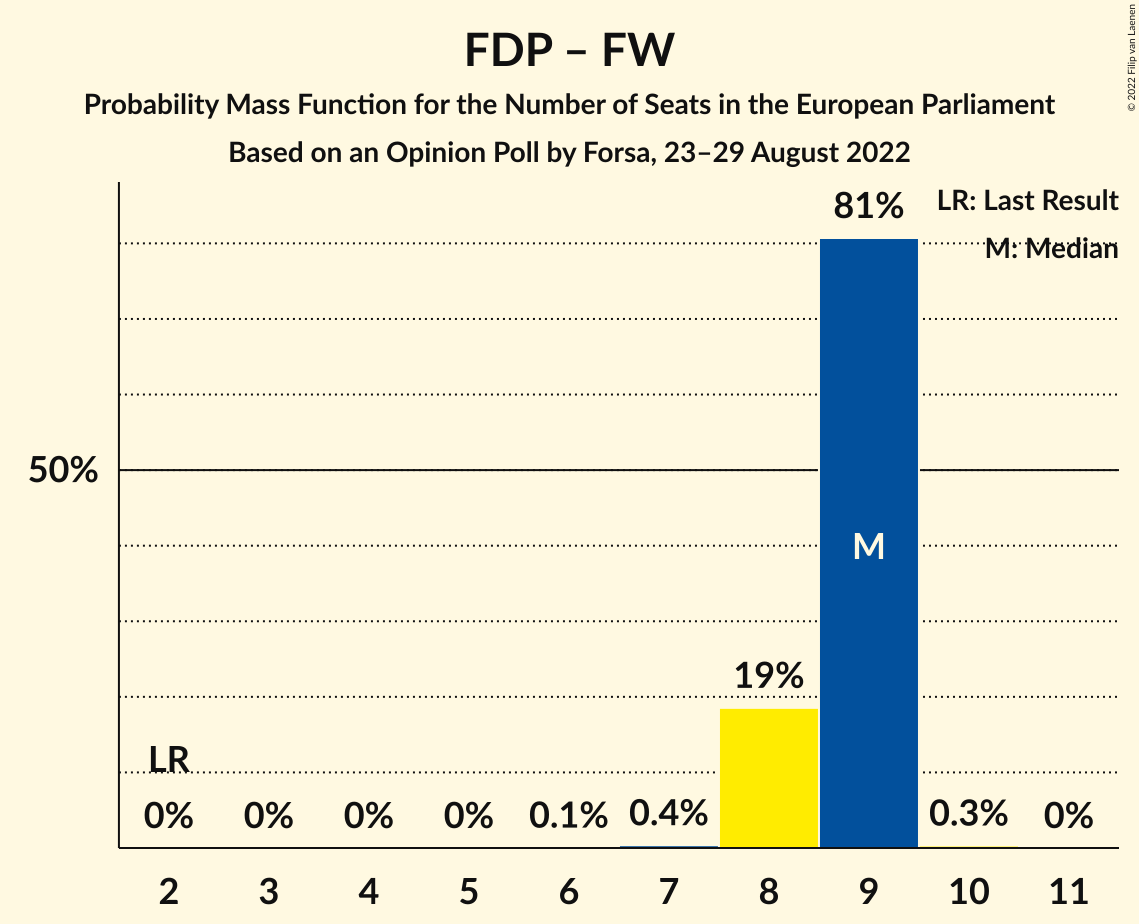 FDP – FW
Probability Mass Function for the Number of Seats in the European Parliament
Based on an Opinion Poll by Forsa, 23–29 August 2022
© 2022 Filip van Laenen
LR: Last Result
M: Median
81%
50%
M
19%
LR
0% 0% 0% 0% 0.1% 0.4% 0.3% 0%
2 3 4 5 6 7 8 9 10 11